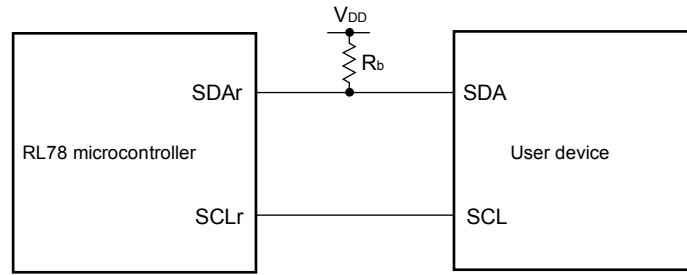 VDD
Rb
SDAr
SDA
RL78 microcontroller
User device
SCLr
SCL